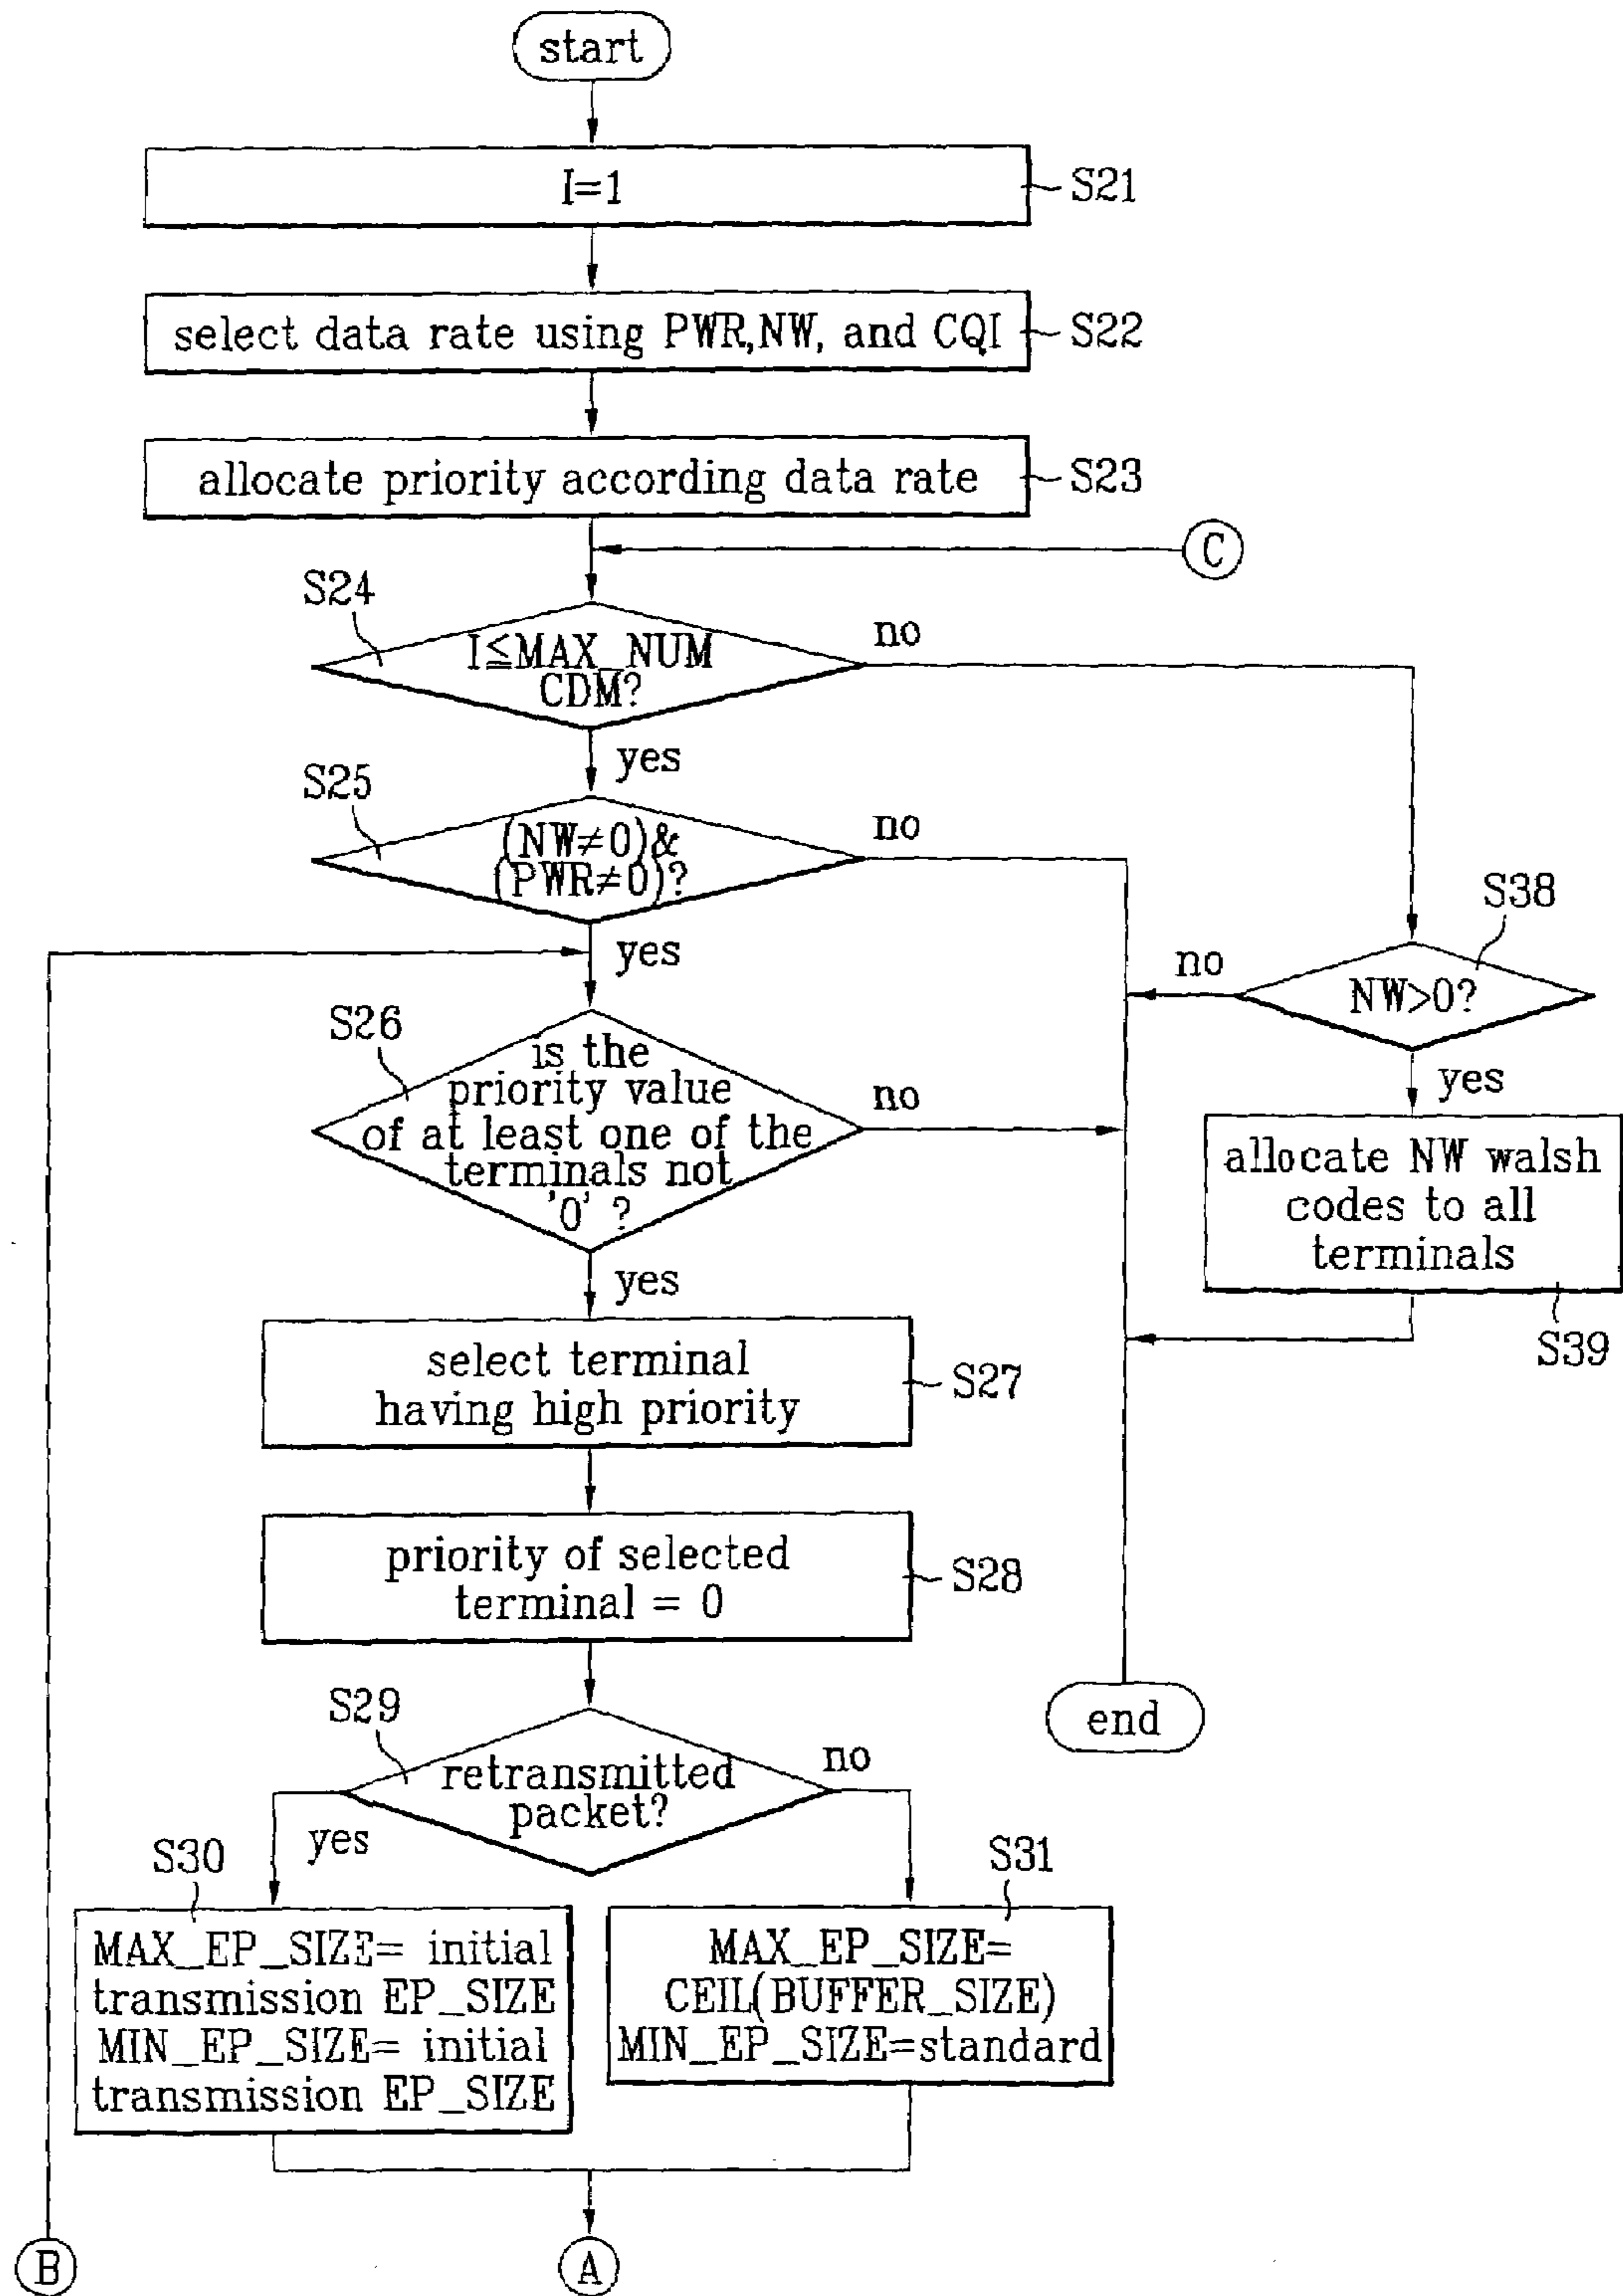 start
I=1
S21
select data rate using PWR,NW, and CQI
S22
allocate priority according data rate
S23
C
S24
I≦MAX_NUM
CDM?
no
yes
S25
(NW≠0)&
(PWR≠0)?
no
yes
S38
NW>0?
no
yes
S26
is the
priority value
of at least one of the
terminals not
'0' ?
no
yes
allocate NW walsh
codes to all
terminals
S39
select terminal
having high priority
S27
priority of selected
terminal = 0
S28
end
S29
retransmitted
packet?
no
yes
S30
MAX_EP_SIZE= initial
transmission EP_SIZE
MIN_EP_SIZE= initial
transmission EP_SIZE
S31
MAX_EP_SIZE=
CEIL(BUFFER_SIZE)
MIN_EP_SIZE=standard
B
A